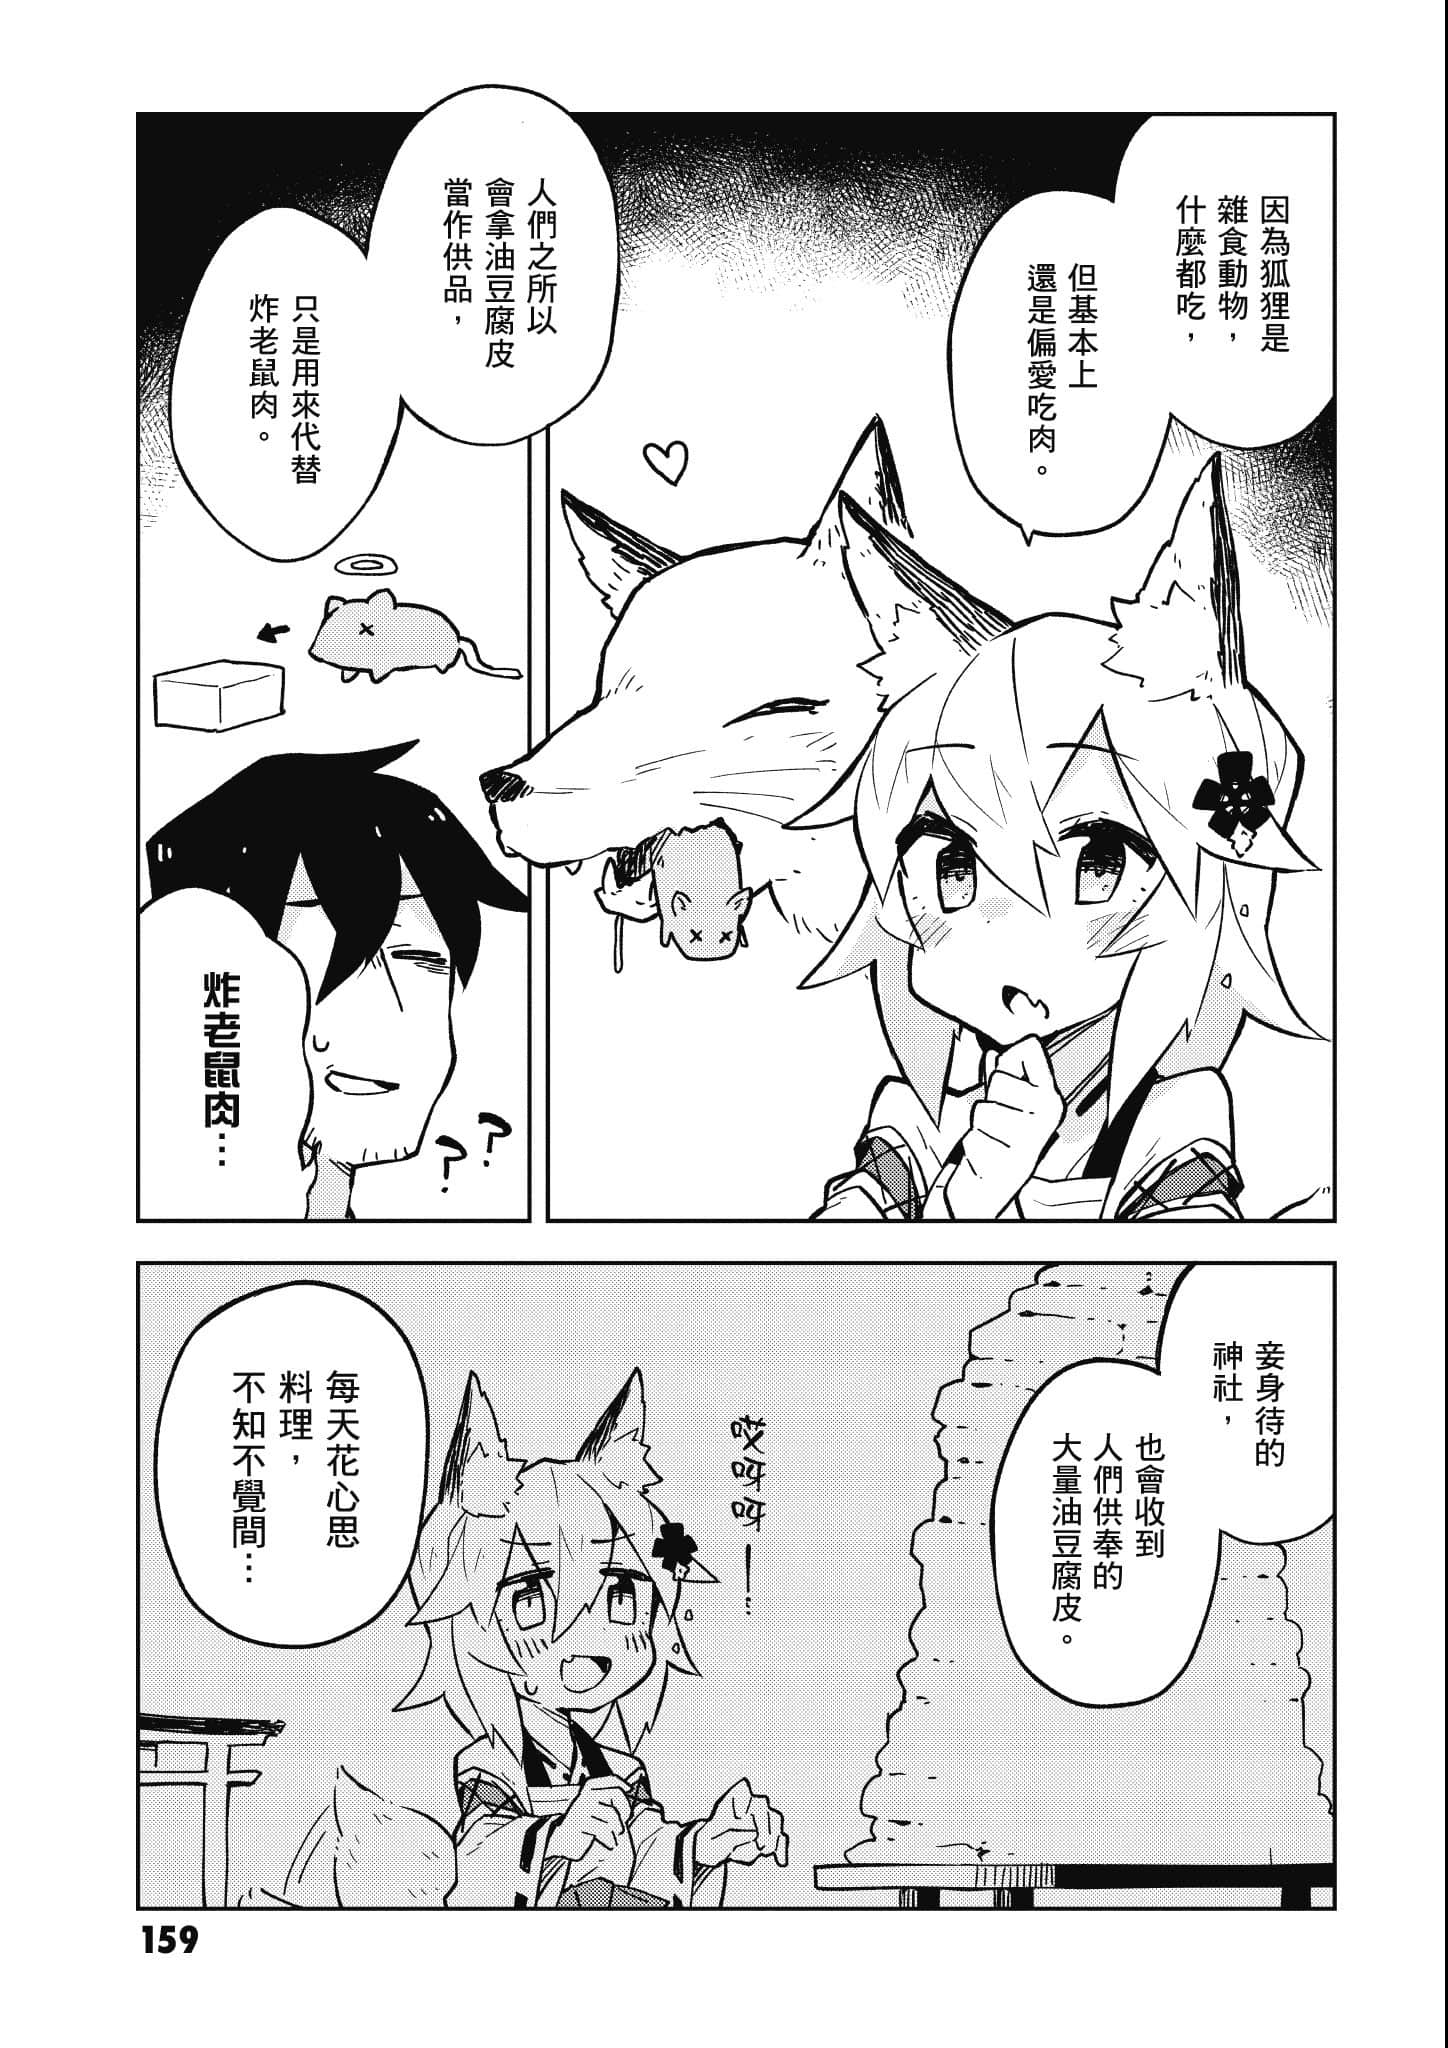 因為狐狸是
雜食動物，
什麼都吃，
但基本上
還是偏愛吃肉。
人們之所以
會拿油豆腐皮
當作供品，
只是用來代替
炸老鼠肉。
炸老鼠肉…
??
妾身待的
神社，
也會收到
人們供奉的
大量油豆腐皮。
哎呀呀—……
每天花心思
料理，
不知不覺間…
159